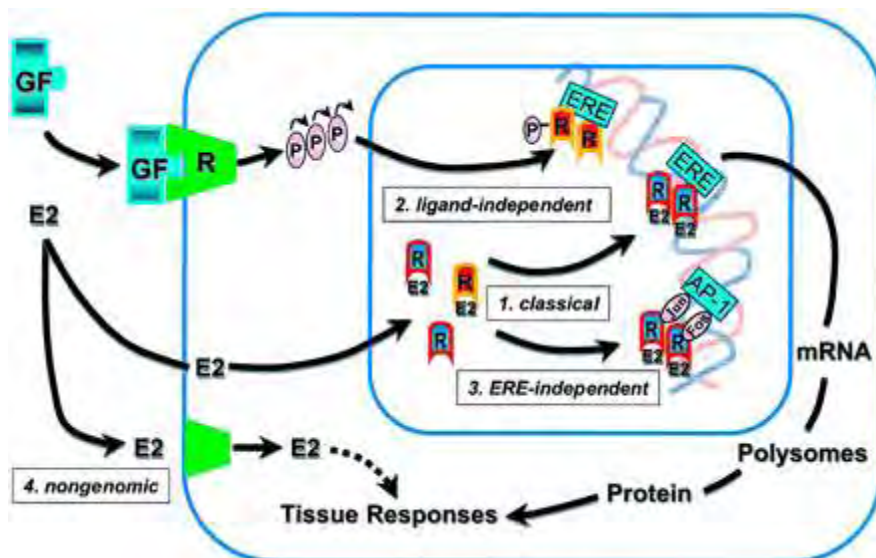 GF
GF
R
P P P
P
R
R
ERE
ERE
R
R
E2
E2
2. ligand-independent
E2
R
E2
R
E2
R
1. classical
AP-1
Jun
Fos
R
R
E2
E2
3. ERE-independent
E2
mRNA
E2
E2
4. nongenomic
Polysomes
Protein
Tissue Responses